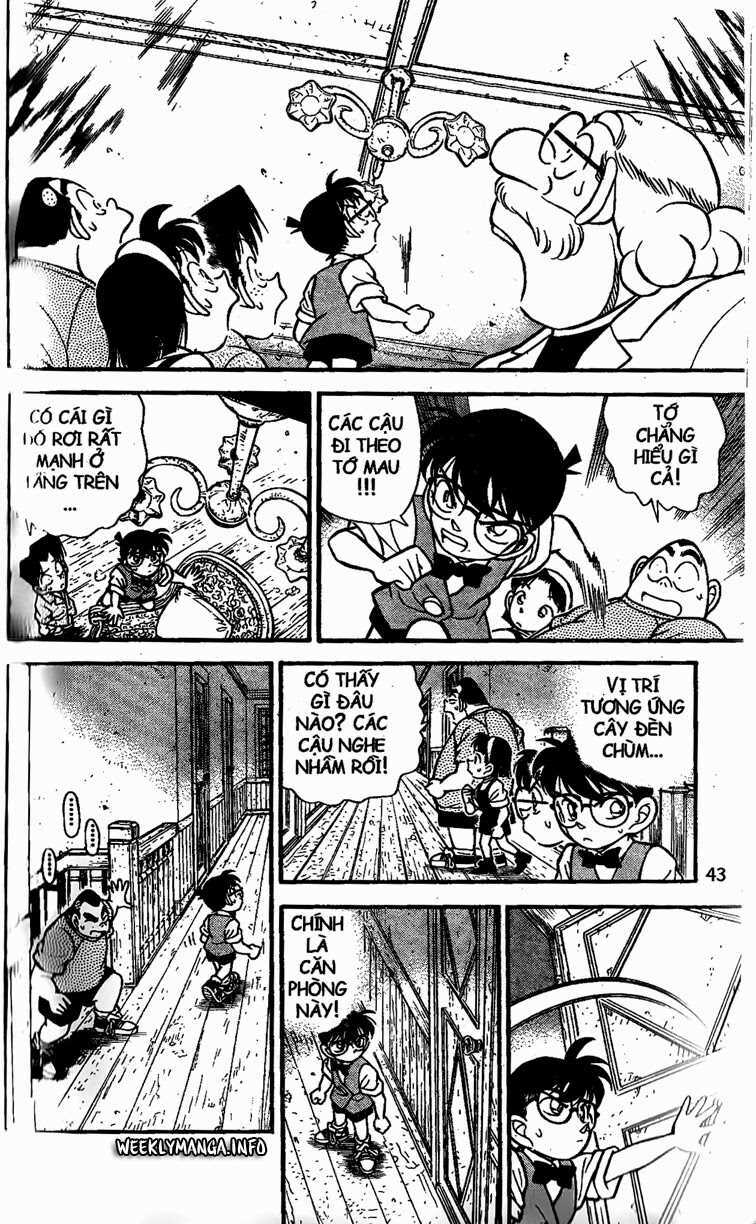 CÓ CÁI GÌ
ĐÓ RƠI RẤT
MẠNH Ở
TẦNG TRÊN
...
CÁC CẬU
ĐI THEO
TỚ MAU
!!!
TỚ
CHẲNG
HIỂU GÌ
CẢ!
CÓ THẤY
GÌ ĐÂU
NÀO? CÁC
CẬU NGHE
NHẦM RỒI!
VỊ TRÍ
TƯƠNG ỨNG
CÂY ĐÈN
CHÙM...
43
CHÍNH
LÀ
CĂN
PHÒNG
NÀY!
WEEKLYMANGA.INFO